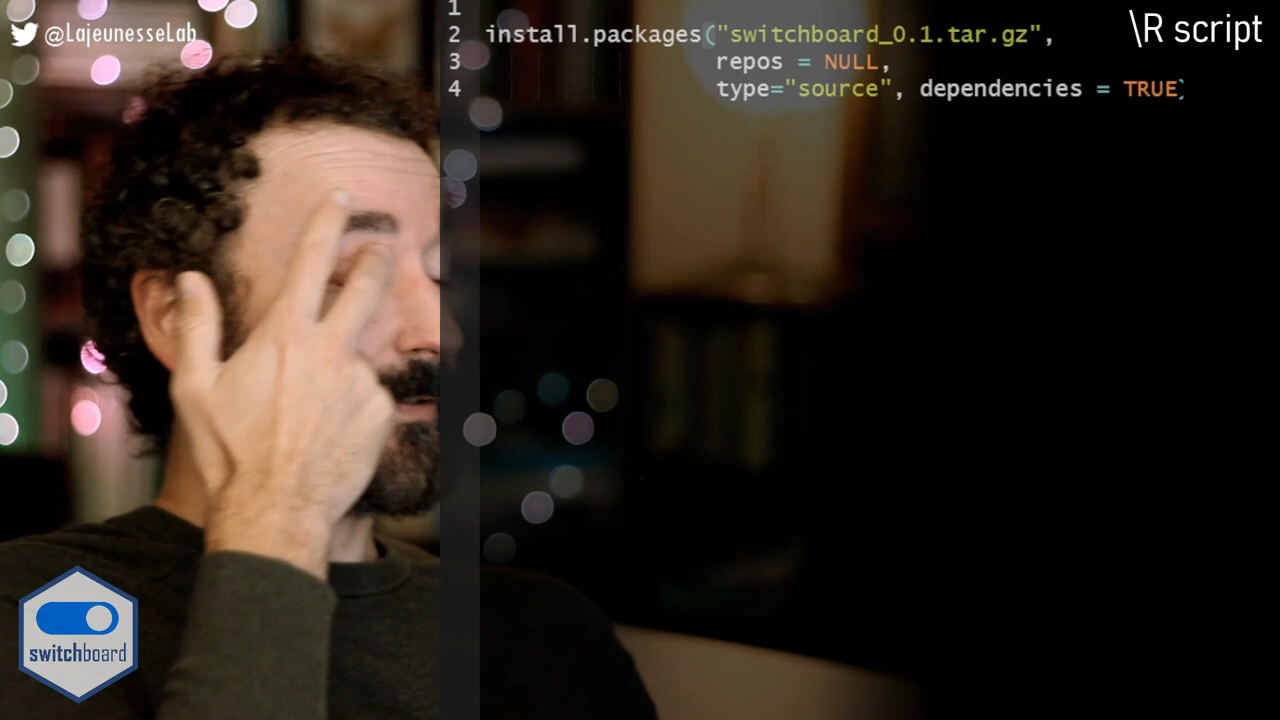 @LajeunesseLab
\R script
1
2 install.packages("switchboard_0.1.tar.gz",
3 repos = NULL,
4 type="source", dependencies = TRUE)
switchboard